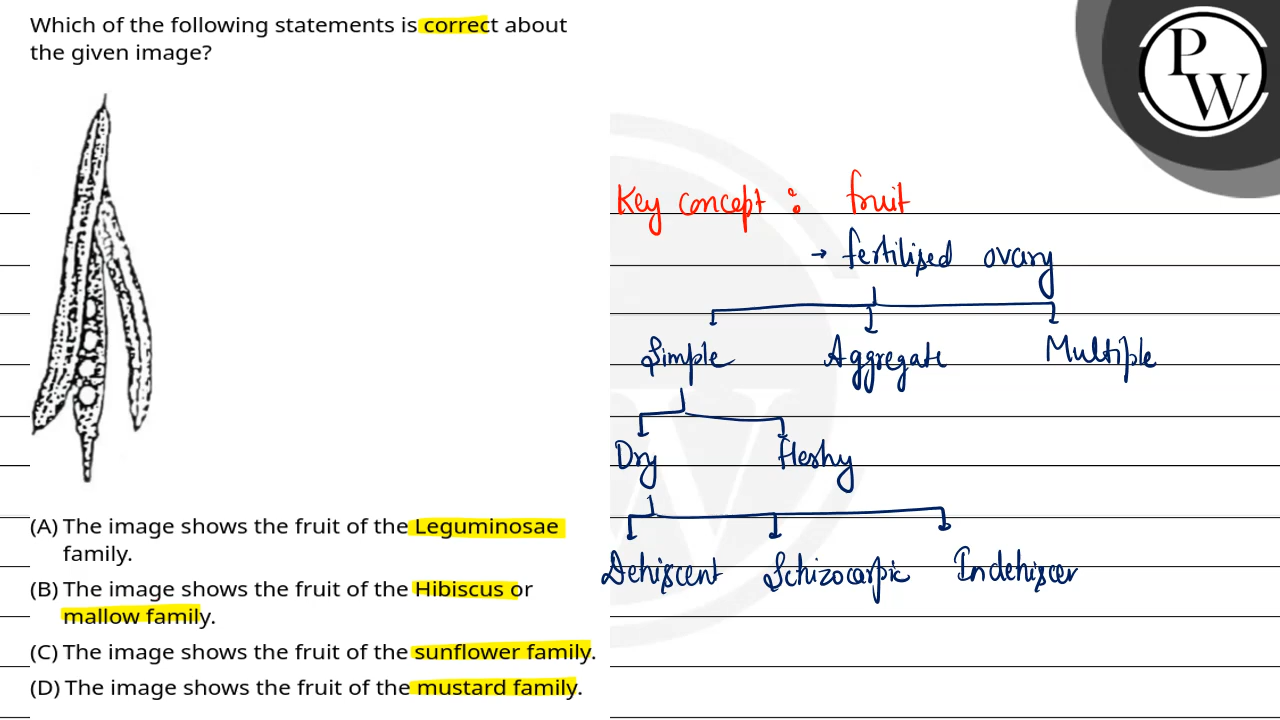 Which of the following statements is correct about
the given image?
(A) The image shows the fruit of the Leguminosae
family.
(B) The image shows the fruit of the Hibiscus or
mallow family.
(C) The image shows the fruit of the sunflower family.
(D) The image shows the fruit of the mustard family.
P
W
Key concept : fruit
→ fertilised ovary
Simple Aggregate Multiple
Dry Fleshy
Dehiscent Schizocarpic Indehiscen